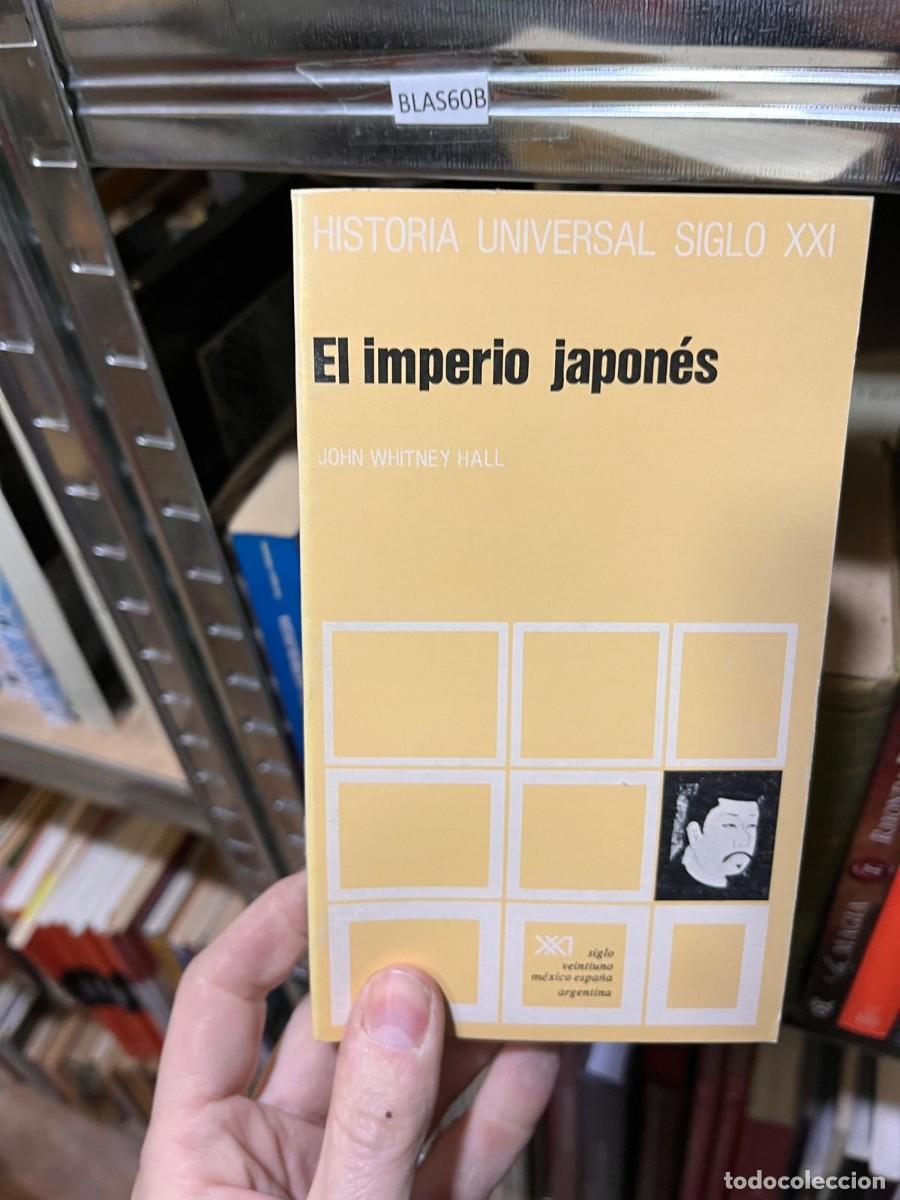 BLAS60B
HISTORIA UNIVERSAL SIGLO XXI
El imperio japonés
JOHN WHITNEY HALL
siglo
veintiuno
méxico españa
argentina
todocoleccion